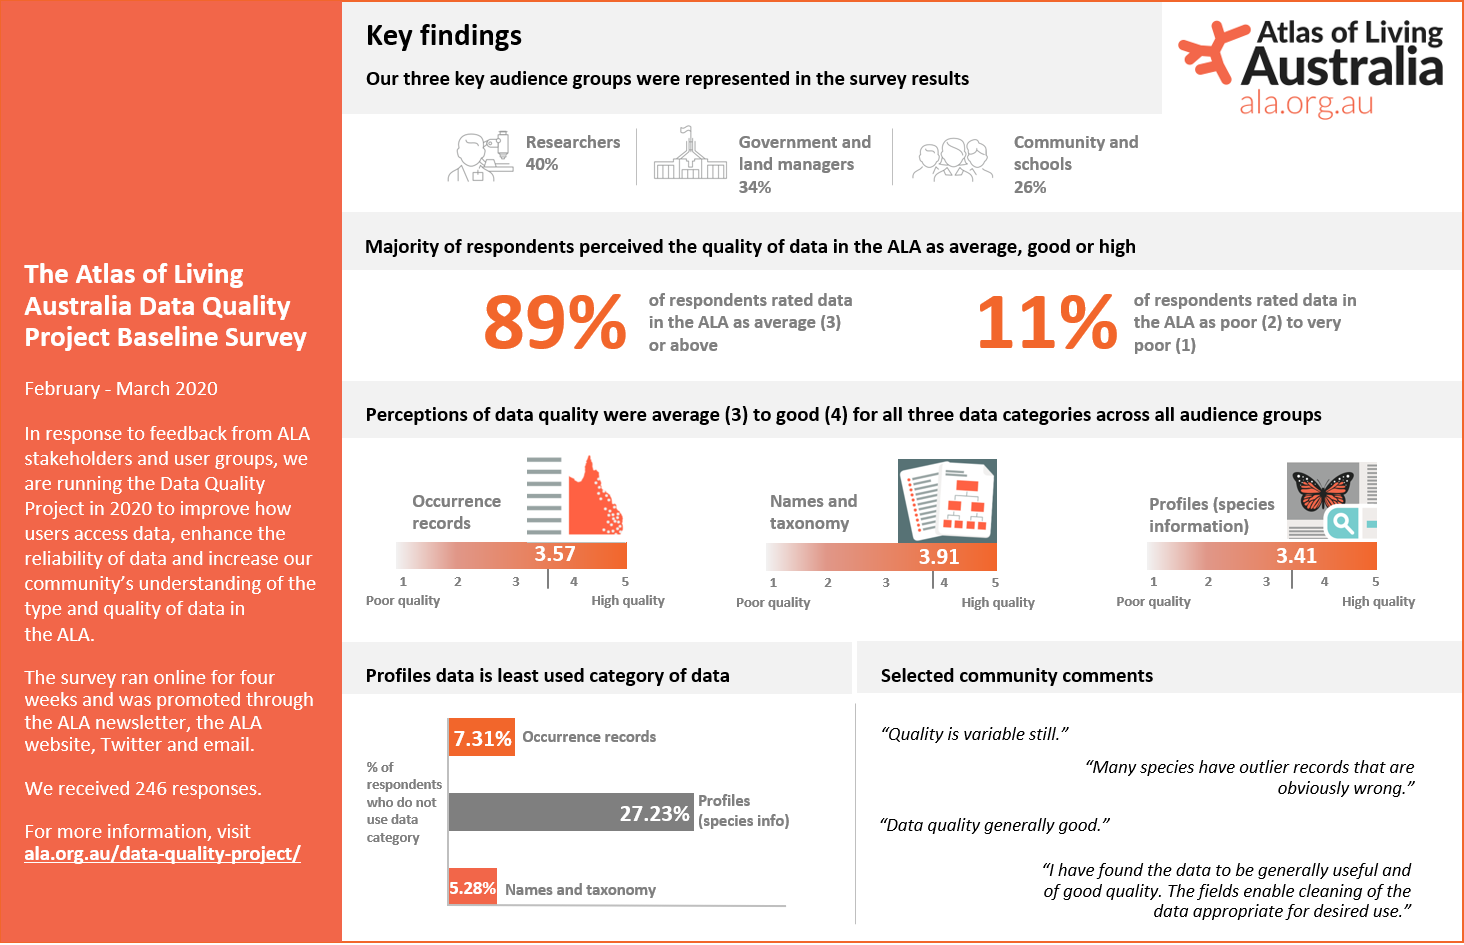 The Atlas of Living
Australia Data Quality
Project Baseline Survey
February - March 2020
In response to feedback from ALA
stakeholders and user groups, we
are running the Data Quality
Project in 2020 to improve how
users access data, enhance the
reliability of data and increase our
community’s understanding of the
type and quality of data in
the ALA.
The survey ran online for four
weeks and was promoted through
the ALA newsletter, the ALA
website, Twitter and email.
We received 246 responses.
For more information, visit
ala.org.au/data-quality-project/
Key findings
Our three key audience groups were represented in the survey results
Atlas of Living
Australia
ala.org.au
Researchers
40%
Government and
land managers
34%
Community and
schools
26%
Majority of respondents perceived the quality of data in the ALA as average, good or high
89%
of respondents rated data
in the ALA as average (3)
or above
11%
of respondents rated data in
the ALA as poor (2) to very
poor (1)
Perceptions of data quality were average (3) to good (4) for all three data categories across all audience groups
Occurrence
records
3.57
1 2 3 4 5
Poor quality High quality
Names and
taxonomy
3.91
1 2 3 4 5
Poor quality High quality
Profiles (species
information)
3.41
1 2 3 4 5
Poor quality High quality
Profiles data is least used category of data
% of
respondents
who do not
use data
category
7.31% Occurrence records
27.23% Profiles
(species info)
5.28% Names and taxonomy
Selected community comments
“Quality is variable still.”
“Many species have outlier records that are
obviously wrong.”
“Data quality generally good.”
“I have found the data to be generally useful and
of good quality. The fields enable cleaning of the
data appropriate for desired use.”